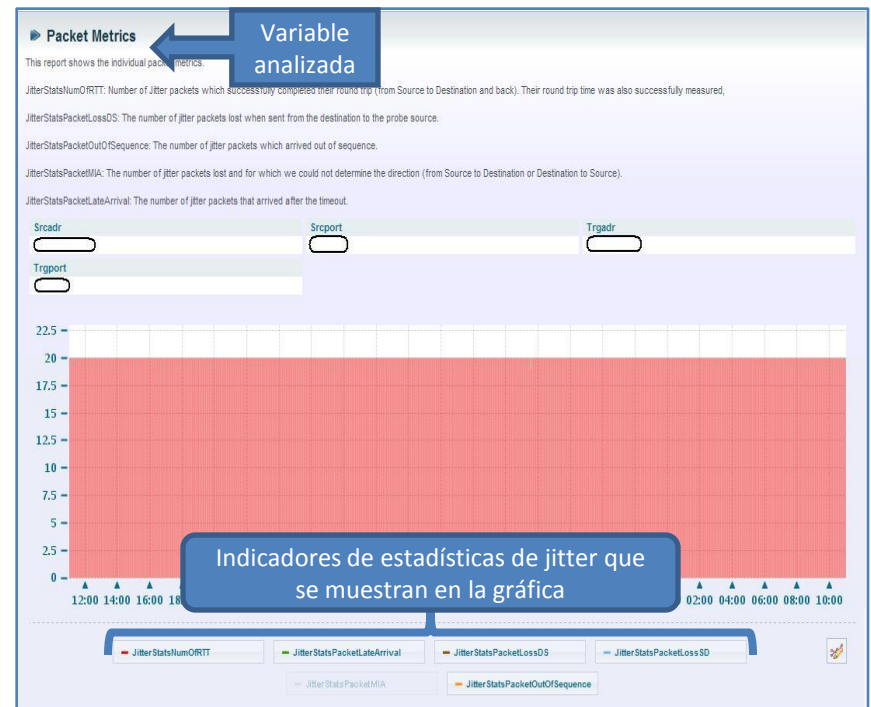 Packet Metrics
Variable
analizada
This report shows the individual packet metrics.
JitterStatsNumOfRTT: Number of Jitter packets which successfully completed their round trip (from Source to Destination and back). Their round trip time was also successfully measured,
JitterStatsPacketLossDS: The number of jitter packets lost when sent from the destination to the probe source.
JitterStatsPacketOutOfSequence: The number of jitter packets which arrived out of sequence.
JitterStatsPacketMIA: The number of jitter packets lost and for which we could not determine the direction (from Source to Destination or Destination to Source).
JitterStatsPacketLateArrival: The number of jitter packets that arrived after the timeout.
Srcadr Srcport Trgadr
Trgport
22.5
20
17.5
15
12.5
10
7.5
5
2.5
0
Indicadores de estadísticas de jitter que
se muestran en la gráfica
12:00 14:00 16:00 02:00 04:00 06:00 08:00 10:00
JitterStatsNumOfRTT JitterStatsPacketLateArrival JitterStatsPacketLossDS JitterStatsPacketLossSD
JitterStatsPacketMIA JitterStatsPacketOutOfSequence